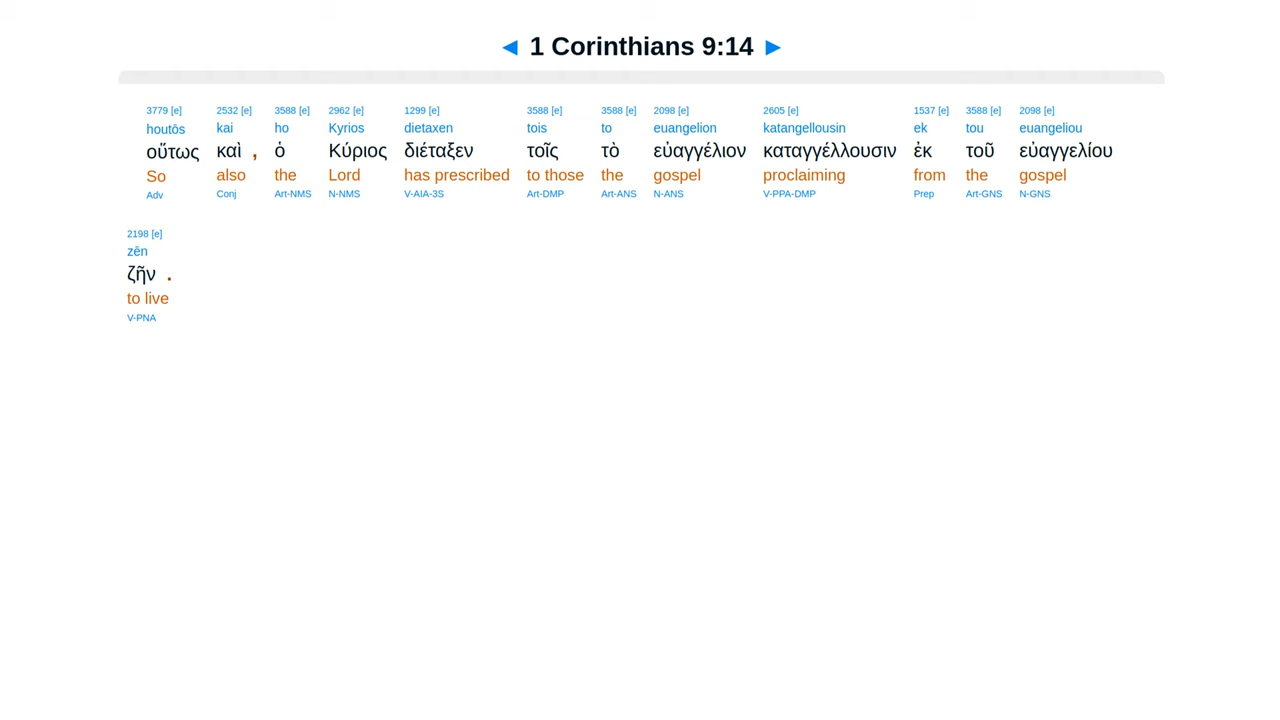 ◄ 1 Corinthians 9:14 ►
3779 [e] 2532 [e] 3588 [e] 2962 [e] 1299 [e] 3588 [e] 3588 [e] 2098 [e] 2605 [e] 1537 [e] 3588 [e] 2098 [e]
houtōs kai ho Kyrios dietaxen tois to euangelion katangellousin ek tou euangeliou
οὕτως καὶ , ὁ Κύριος διέταξεν τοῖς τὸ εὐαγγέλιον καταγγέλλουσιν ἐκ τοῦ εὐαγγελίου
So also the Lord has prescribed to those the gospel proclaiming from the gospel
Adv Conj Art-NMS N-NMS V-AIA-3S Art-DMP Art-ANS N-ANS V-PPA-DMP Prep Art-GNS N-GNS
2198 [e]
zēn
ζῆν .
to live
V-PNA